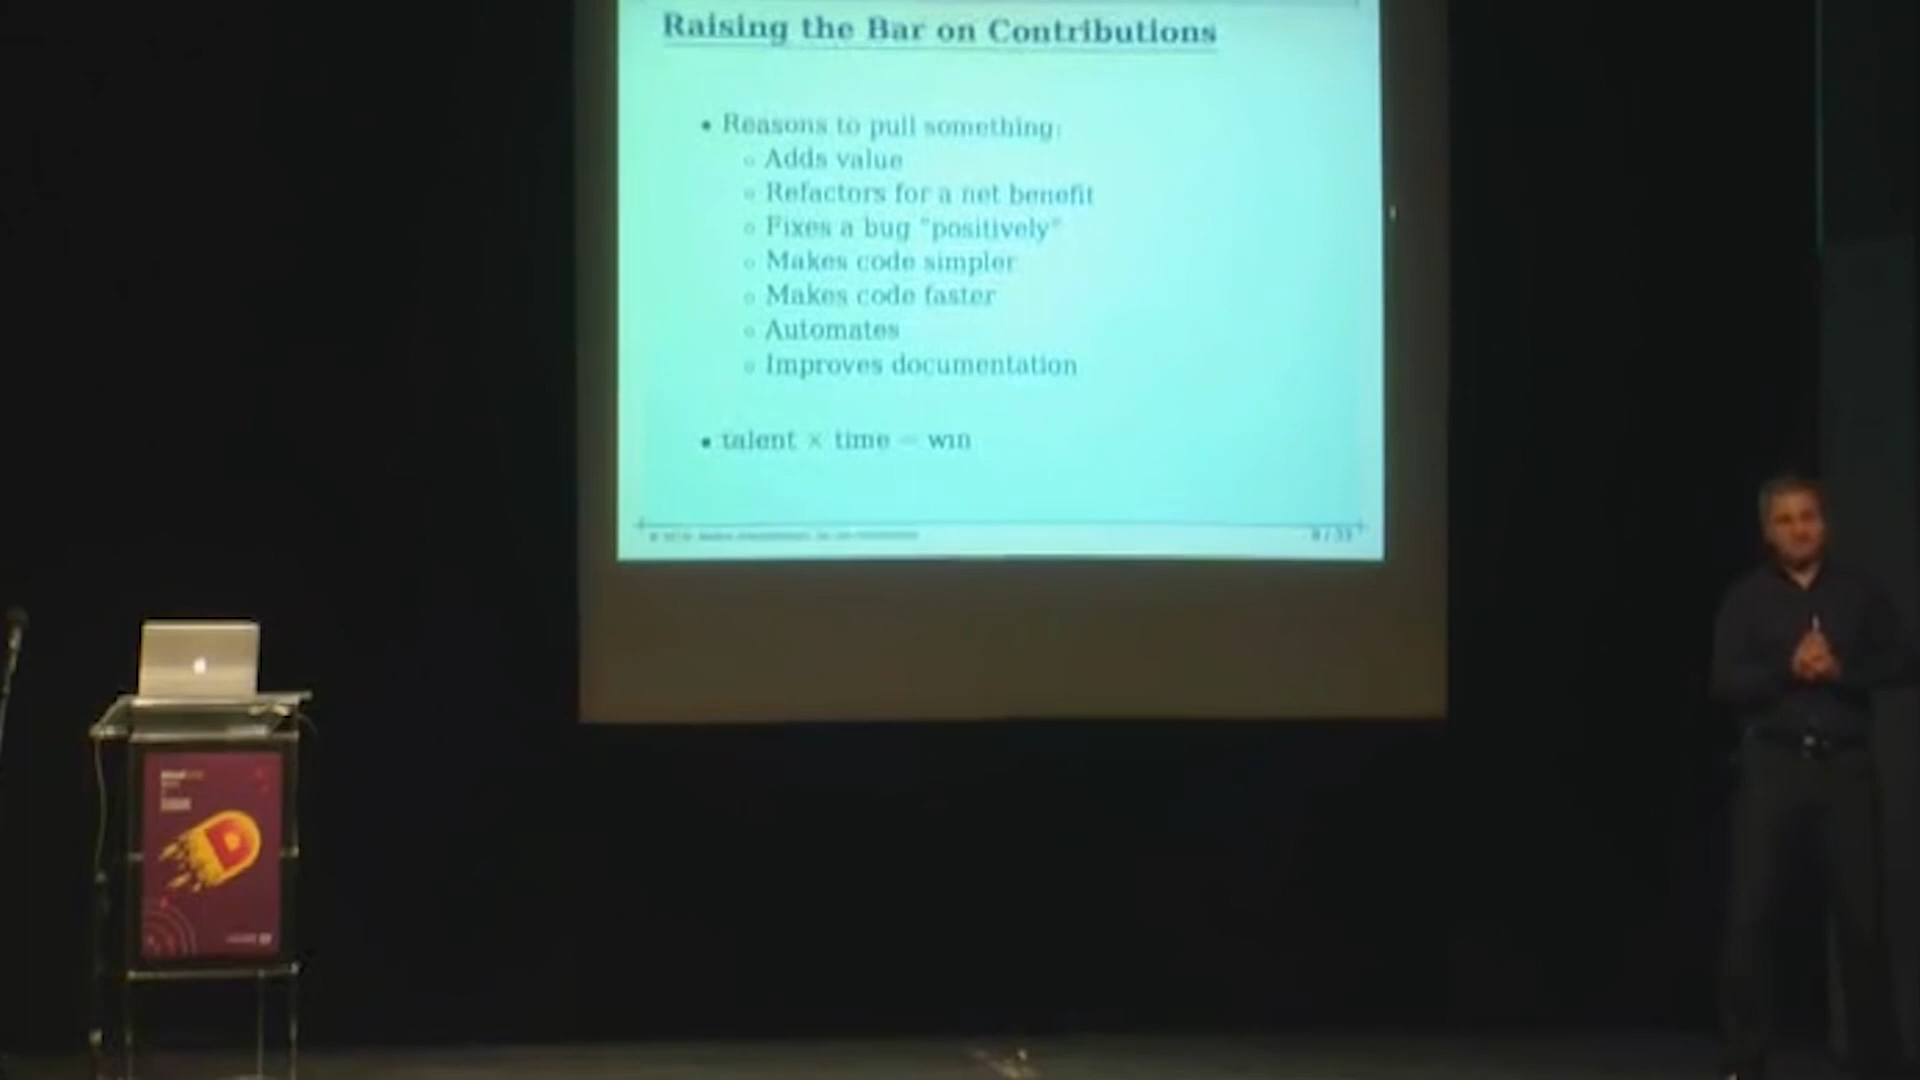 Raising the Bar on Contributions
• Reasons to pull something:
◦ Adds value
◦ Refactors for a net benefit
◦ Fixes a bug "positively"
◦ Makes code simpler
◦ Makes code faster
◦ Automates
◦ Improves documentation
• talent × time = win